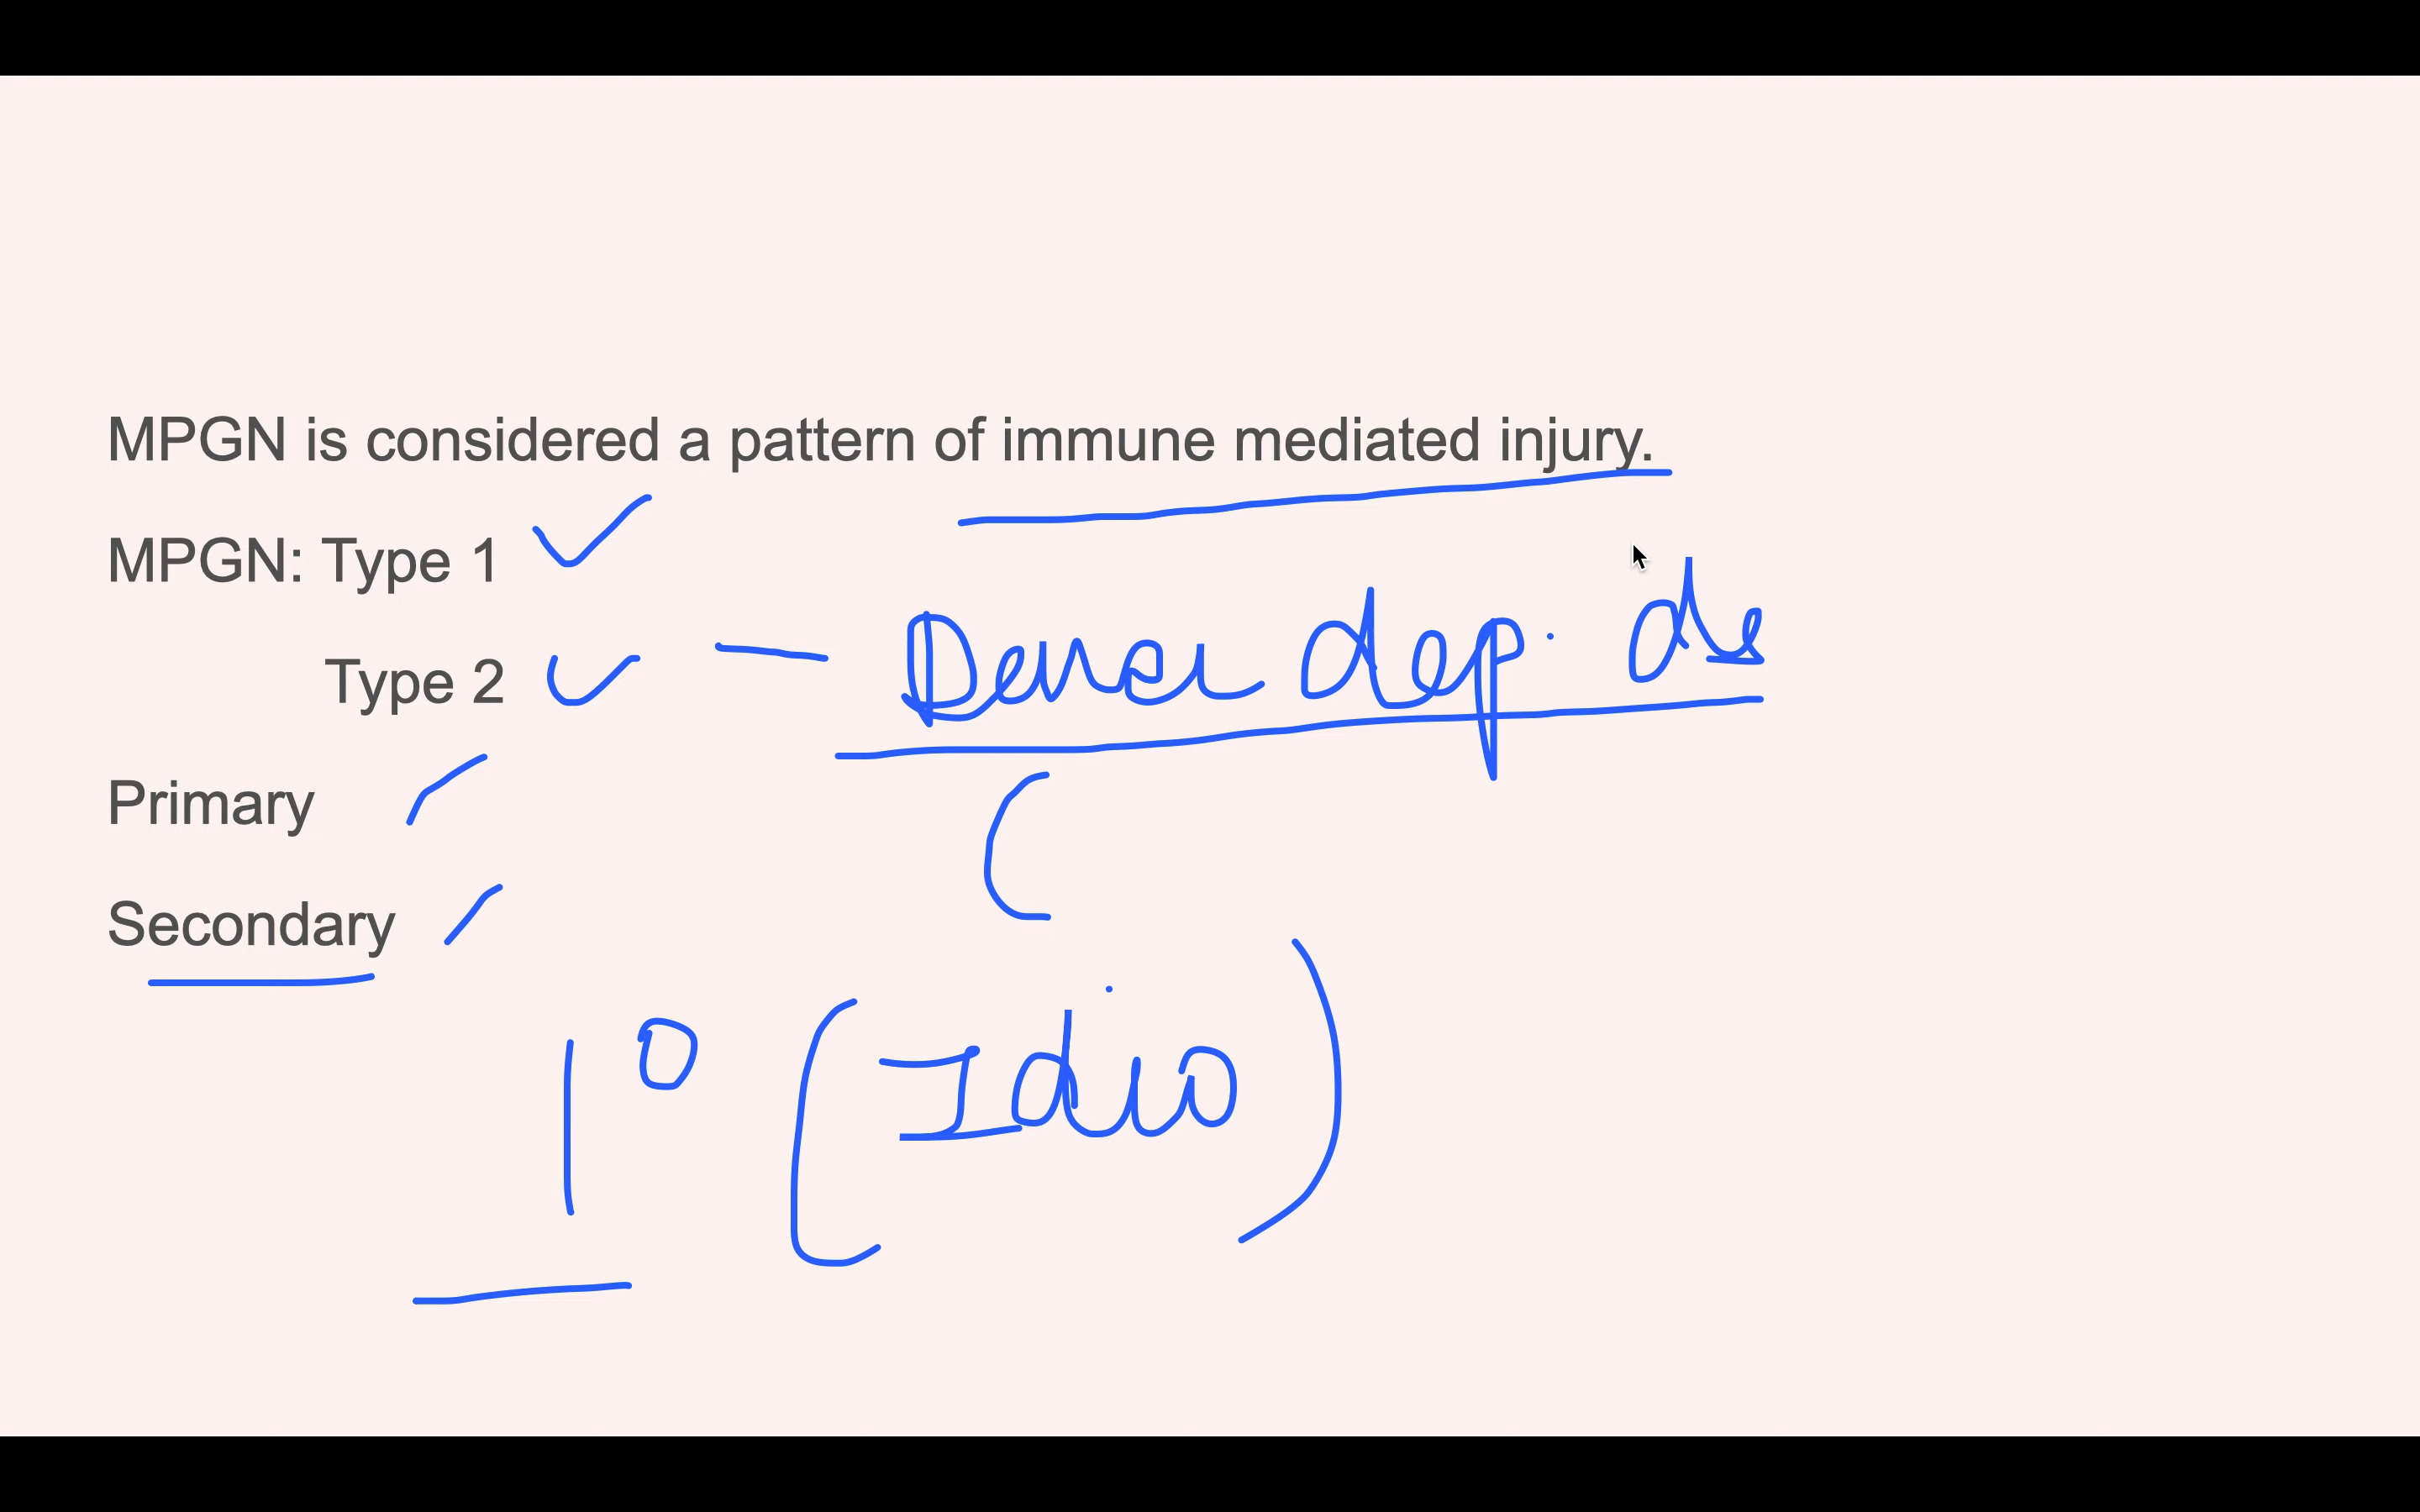 MPGN is considered a pattern of immune mediated injury.
MPGN: Type 1
Type 2 — Dense dep. de
Primary
Secondary
1° (Idio)